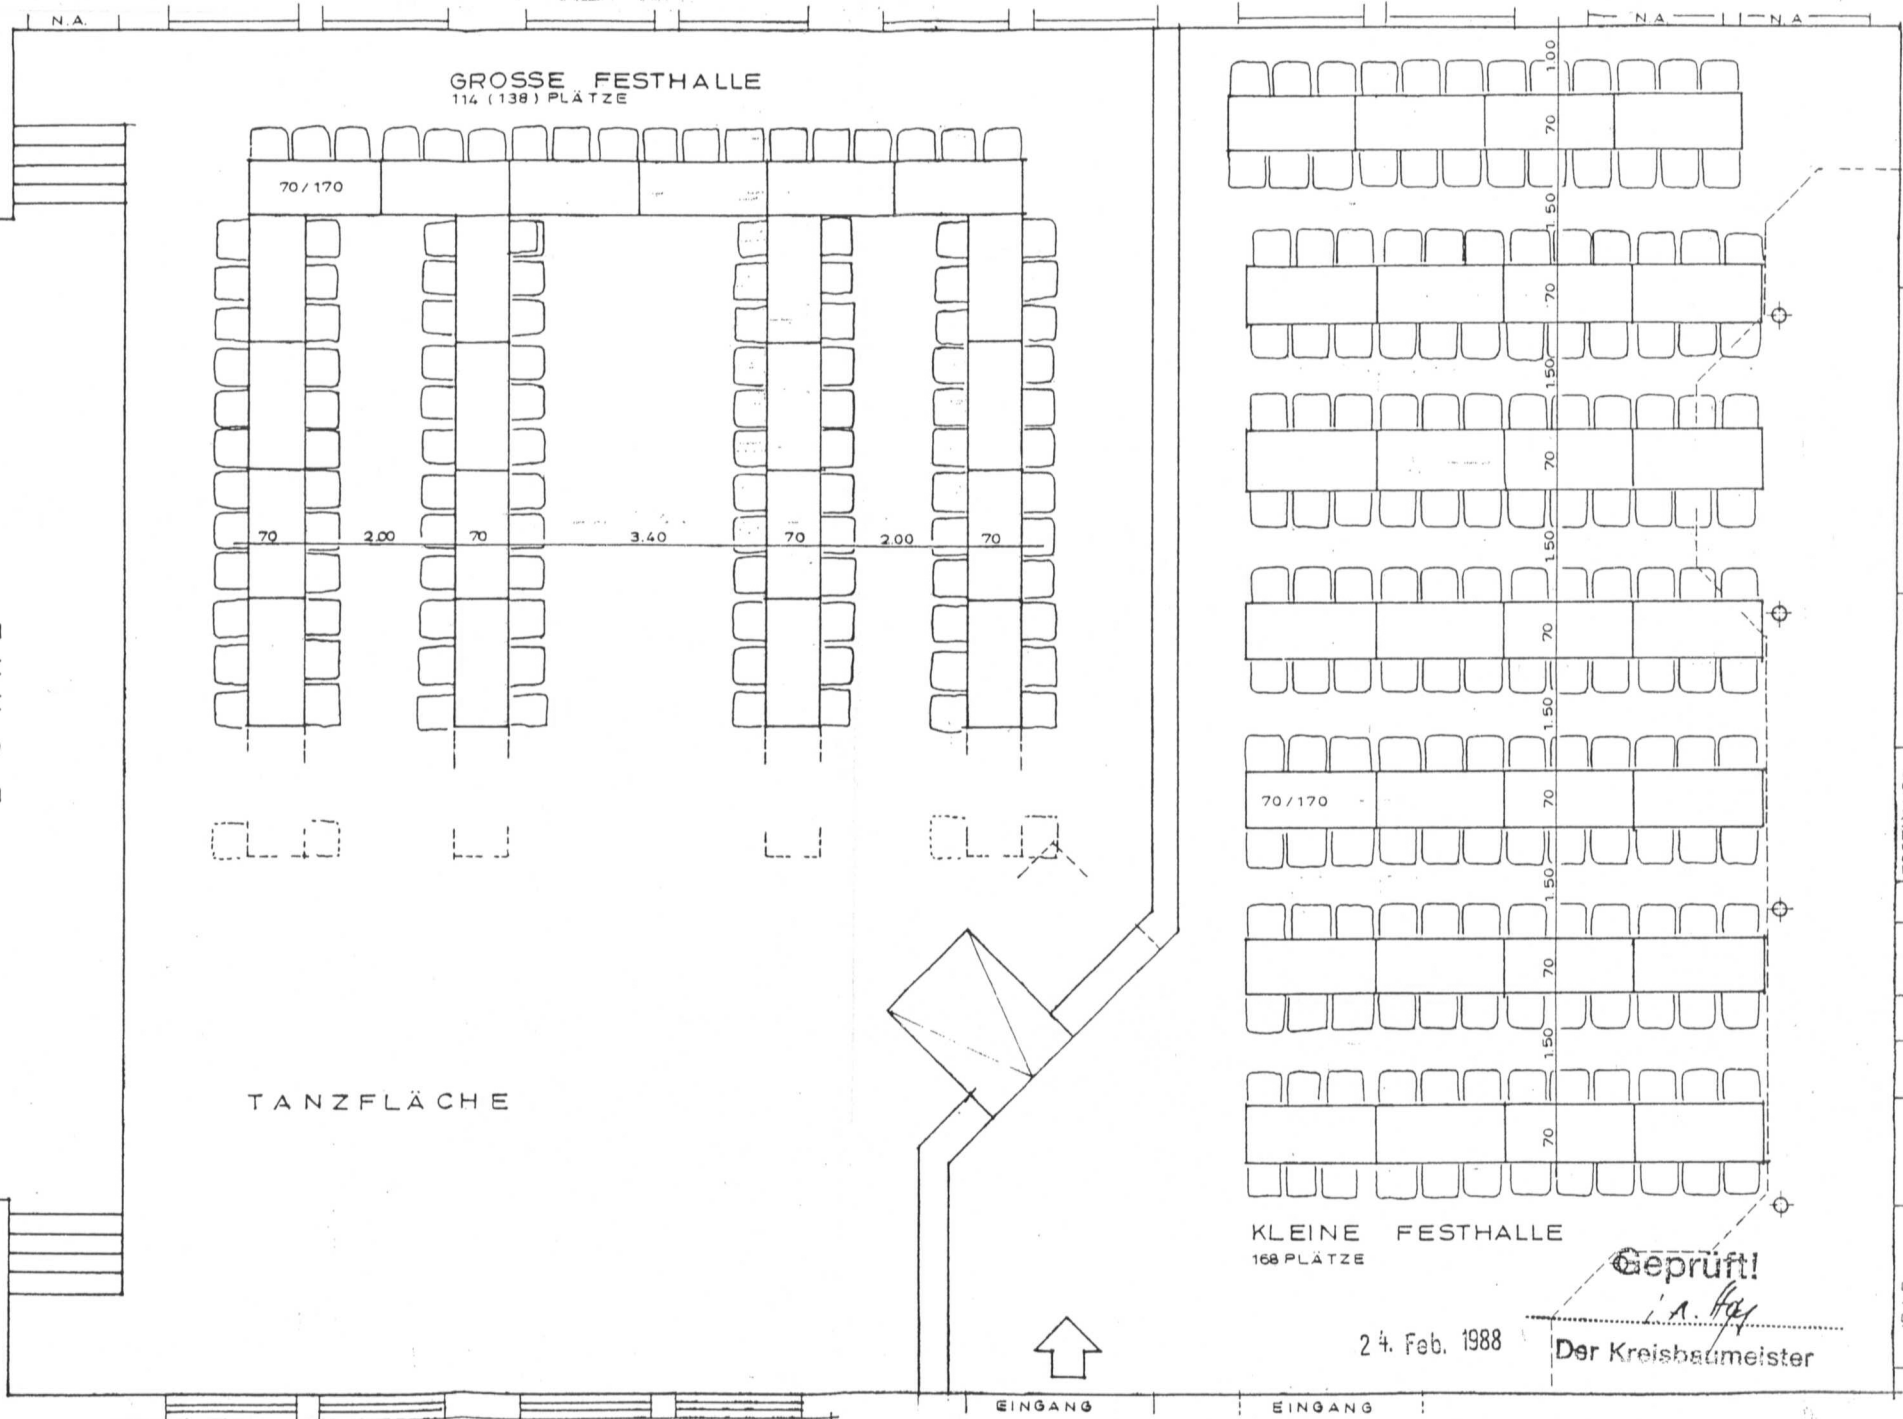 N.A.
N.A.
N.A
GROSSE FESTHALLE
114 (138) PLÄTZE
70/170
70
2.00
70
3.40
70
2.00
70
TANZFLÄCHE
1 00
70
1 50
70
1 50
70
1 50
70
1.50
70/170
70
1.50
70
1 50
70
KLEINE FESTHALLE
168 PLÄTZE
Geprüft!
24. Feb. 1988
Der Kreisbaumeister
EINGANG
EINGANG